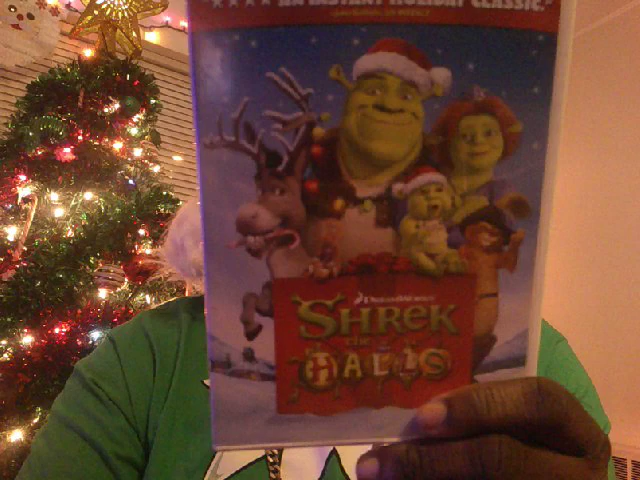 AN INSTANT HOLIDAY CLASSIC."
DREAMWORKS
SHREK
the
HALLS